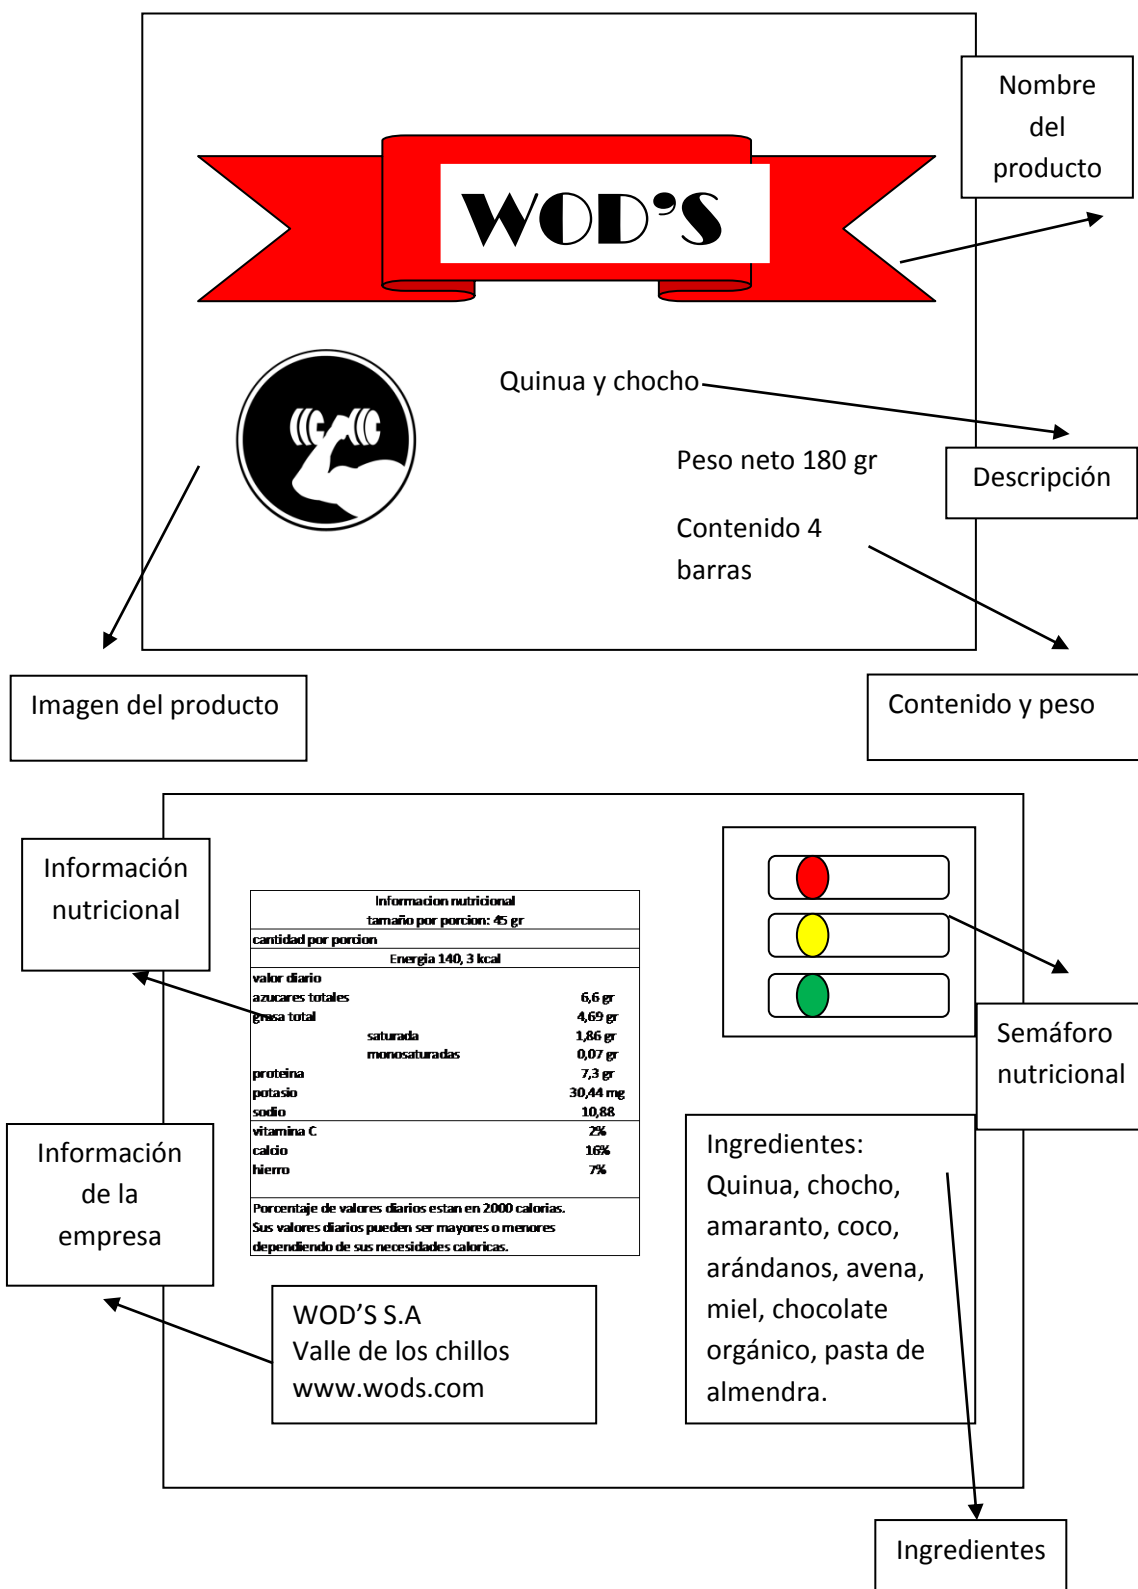 Nombre
del
producto
WOD'S
Quinua y chocho
Peso neto 180 gr
Descripción
Contenido 4
barras
Imagen del producto
Contenido y peso
Información
nutricional
Informacion nutricional
tamaño por porcion: 45 gr
cantidad por porcion
Energia 140, 3 kcal
valor diario
azucares totales 6,6 gr
grasa total 4,69 gr
saturada 1,86 gr
monosaturadas 0,07 gr
proteina 7,3 gr
potasio 30,44 mg
sodio 10,88
vitamina C 2%
calcio 16%
hierro 7%
Porcentaje de valores diarios estan en 2000 calorias.
Sus valores diarios pueden ser mayores o menores
dependiendo de sus necesidades caloricas.
Semáforo
nutricional
Información
de la
empresa
Ingredientes:
Quinua, chocho,
amaranto, coco,
arándanos, avena,
miel, chocolate
orgánico, pasta de
almendra.
WOD'S S.A
Valle de los chillos
www.wods.com
Ingredientes